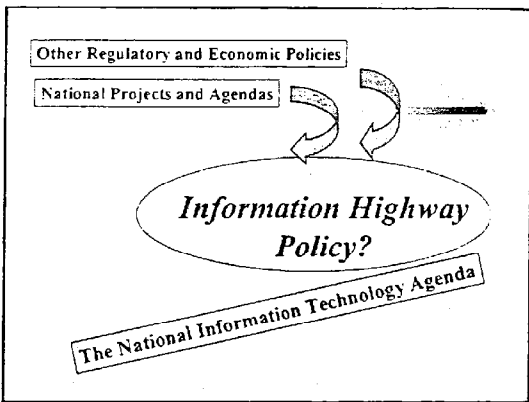 Other Regulatory and Economic Policies
National Projects and Agendas
Information Highway
Policy?
The National Information Technology Agenda